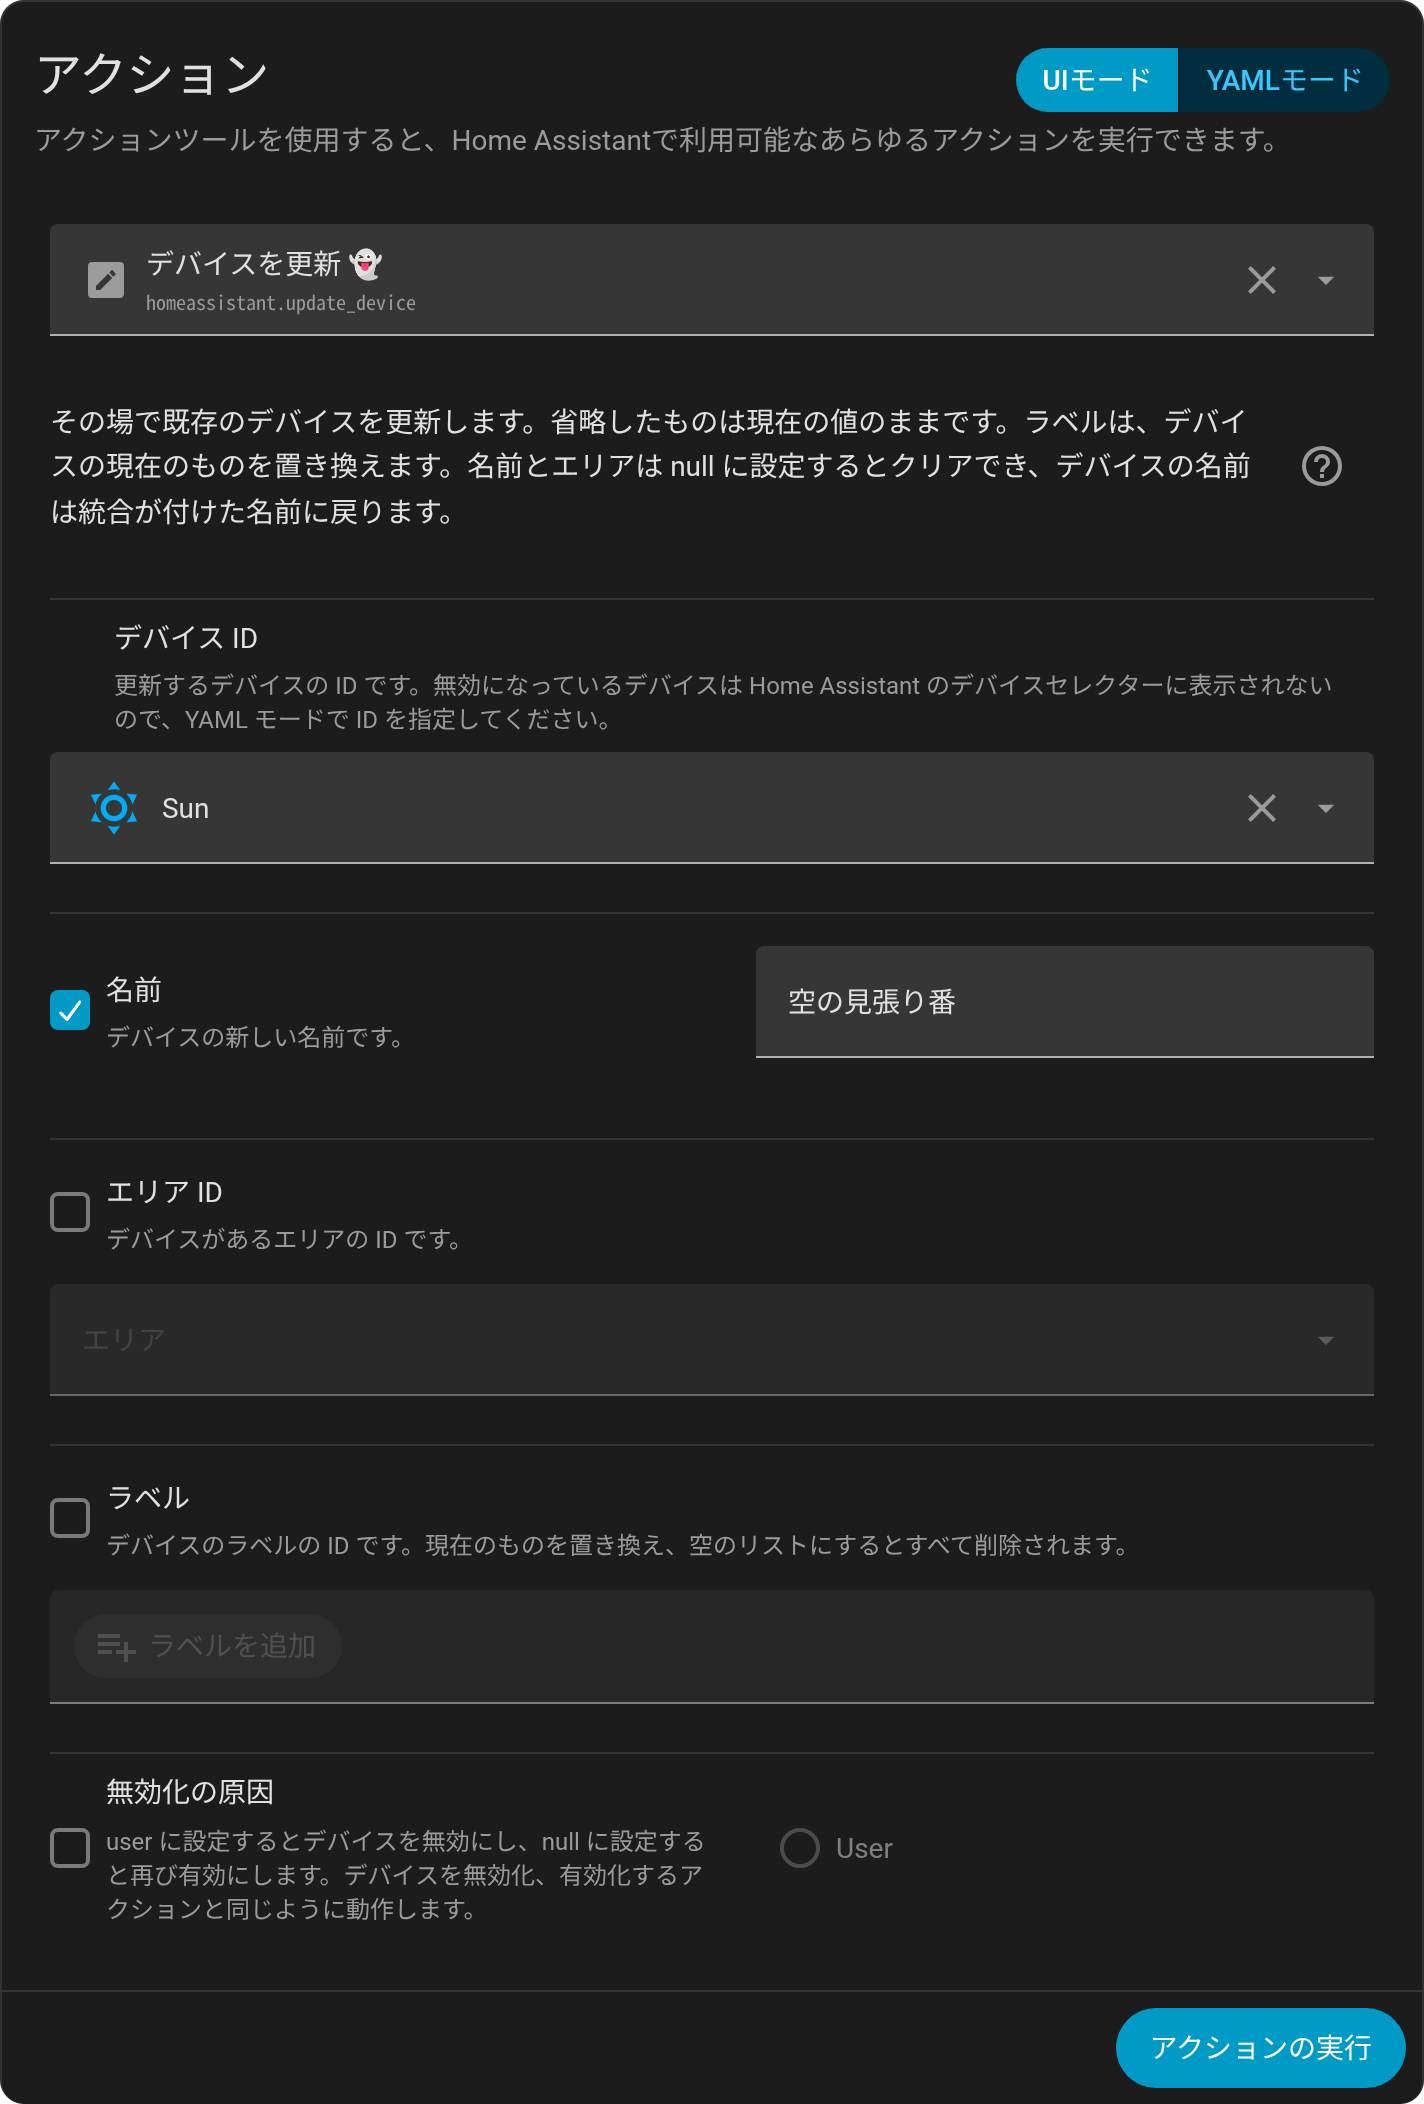 アクション
UIモード
YAMLモード
アクションツールを使用すると、Home Assistantで利用可能なあらゆるアクションを実行できます。
デバイスを更新 👻
homeassistant.update_device
その場で既存のデバイスを更新します。省略したものは現在の値のままです。ラベルは、デバイ
スの現在のものを置き換えます。名前とエリアは null に設定するとクリアでき、デバイスの名前
は統合が付けた名前に戻ります。
デバイス ID
更新するデバイスの ID です。無効になっているデバイスは Home Assistant のデバイスセレクターに表示されない
ので、YAML モードで ID を指定してください。
Sun
名前
デバイスの新しい名前です。
空の見張り番
エリア ID
デバイスがあるエリアの ID です。
エリア
ラベル
デバイスのラベルの ID です。現在のものを置き換え、空のリストにするとすべて削除されます。
ラベルを追加
無効化の原因
user に設定するとデバイスを無効にし、null に設定する
と再び有効にします。デバイスを無効化、有効化するア
クションと同じように動作します。
User
アクションの実行